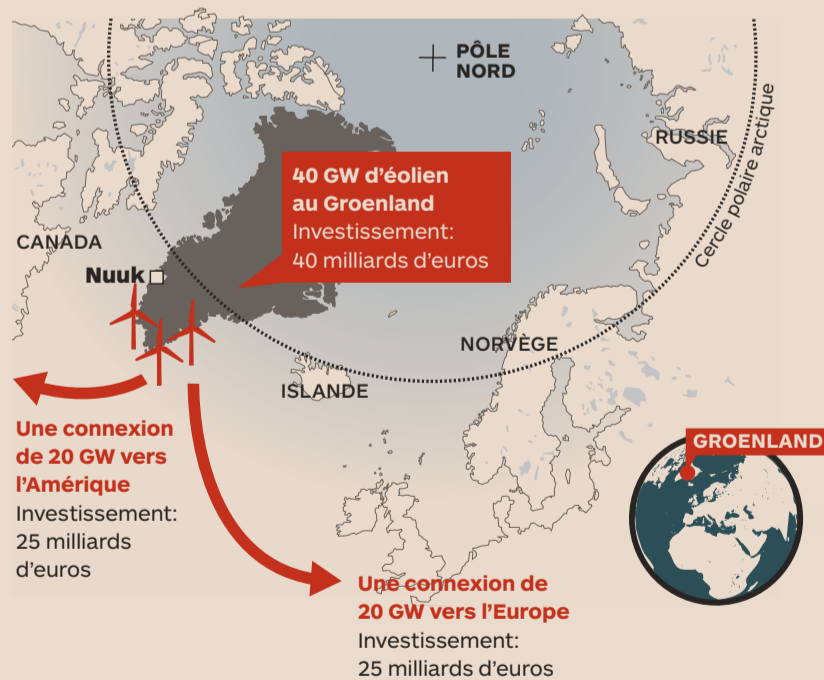 PÔLE
NORD
RUSSIE
Cercle polaire arctique
40 GW d’éolien
au Groenland
Investissement:
40 milliards d’euros
CANADA
Nuuk
NORVÈGE
ISLANDE
Une connexion
de 20 GW vers
l’Amérique
Investissement:
25 milliards
d’euros
GROENLAND
Une connexion de
20 GW vers l’Europe
Investissement:
25 milliards d’euros